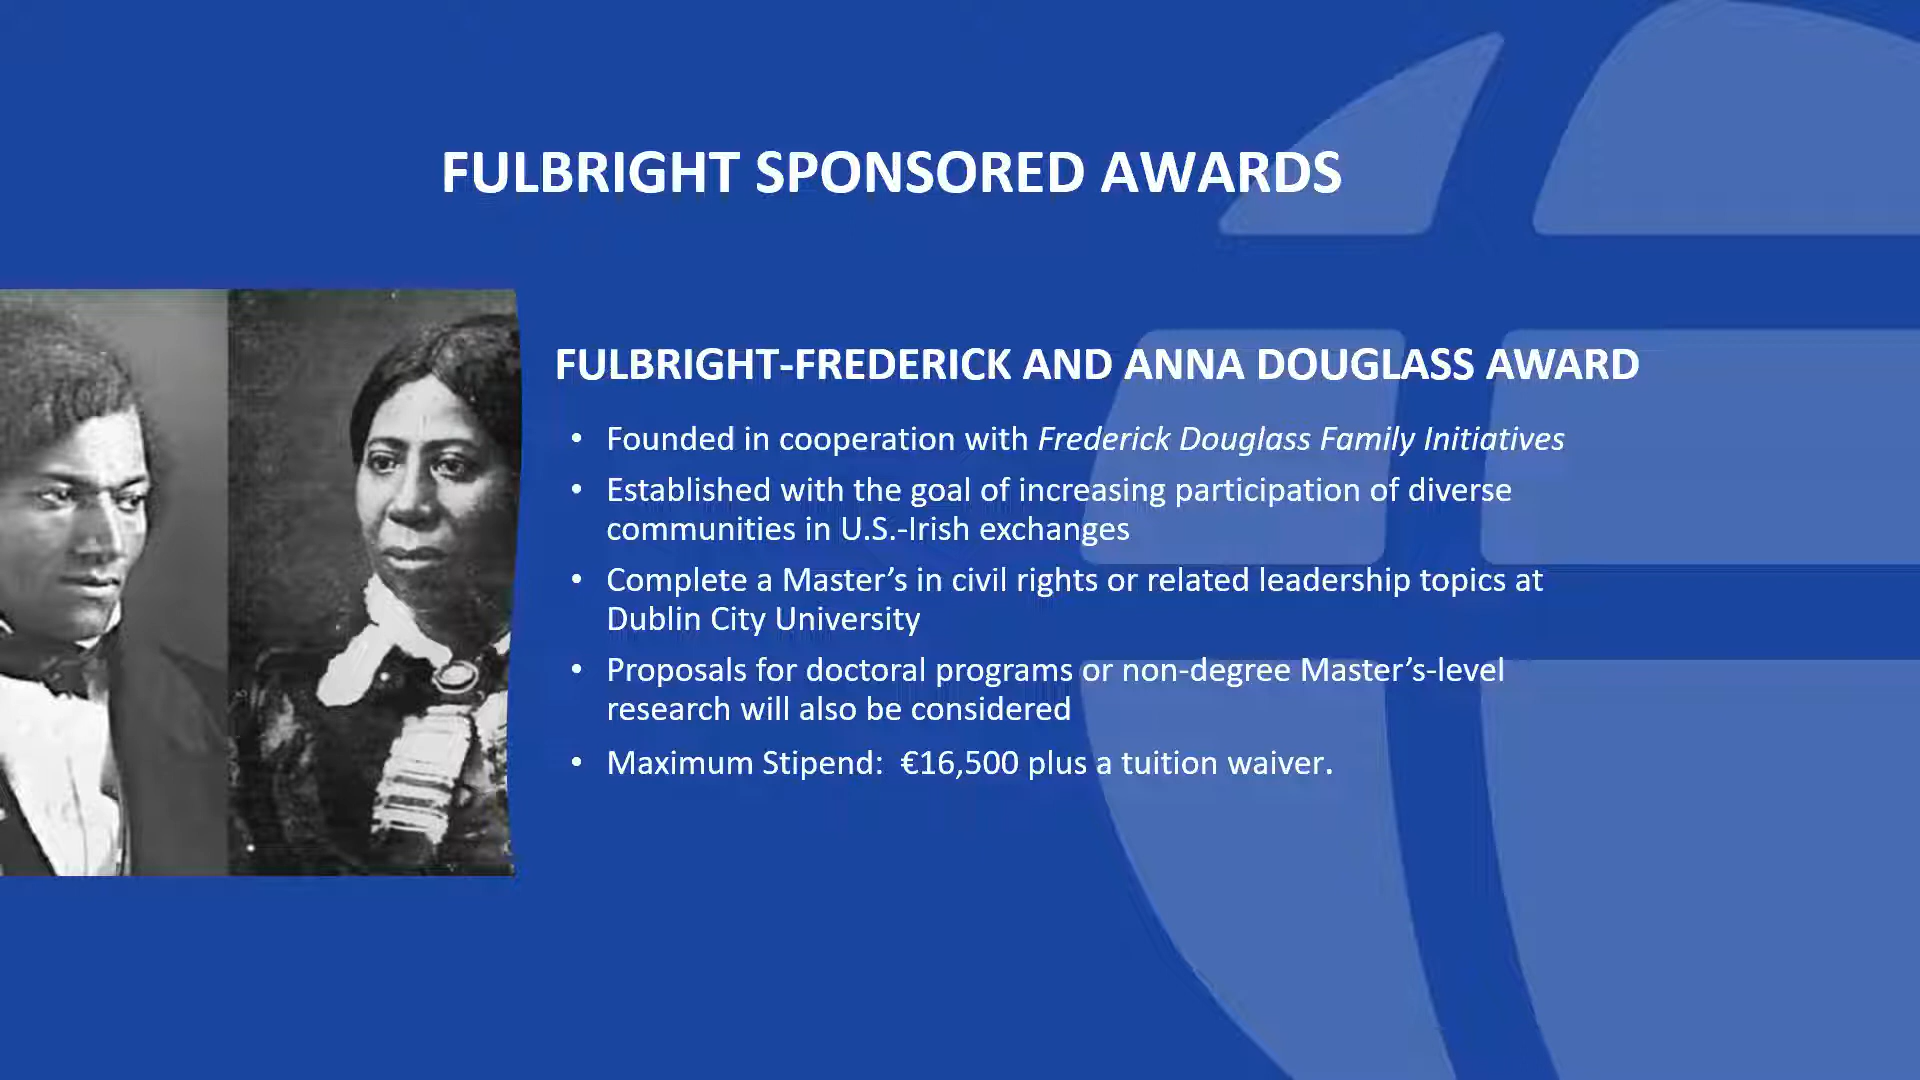 FULBRIGHT SPONSORED AWARDS
FULBRIGHT-FREDERICK AND ANNA DOUGLASS AWARD
• Founded in cooperation with Frederick Douglass Family Initiatives
• Established with the goal of increasing participation of diverse
communities in U.S.-Irish exchanges
• Complete a Master’s in civil rights or related leadership topics at
Dublin City University
• Proposals for doctoral programs or non-degree Master’s-level
research will also be considered
• Maximum Stipend:  €16,500 plus a tuition waiver.